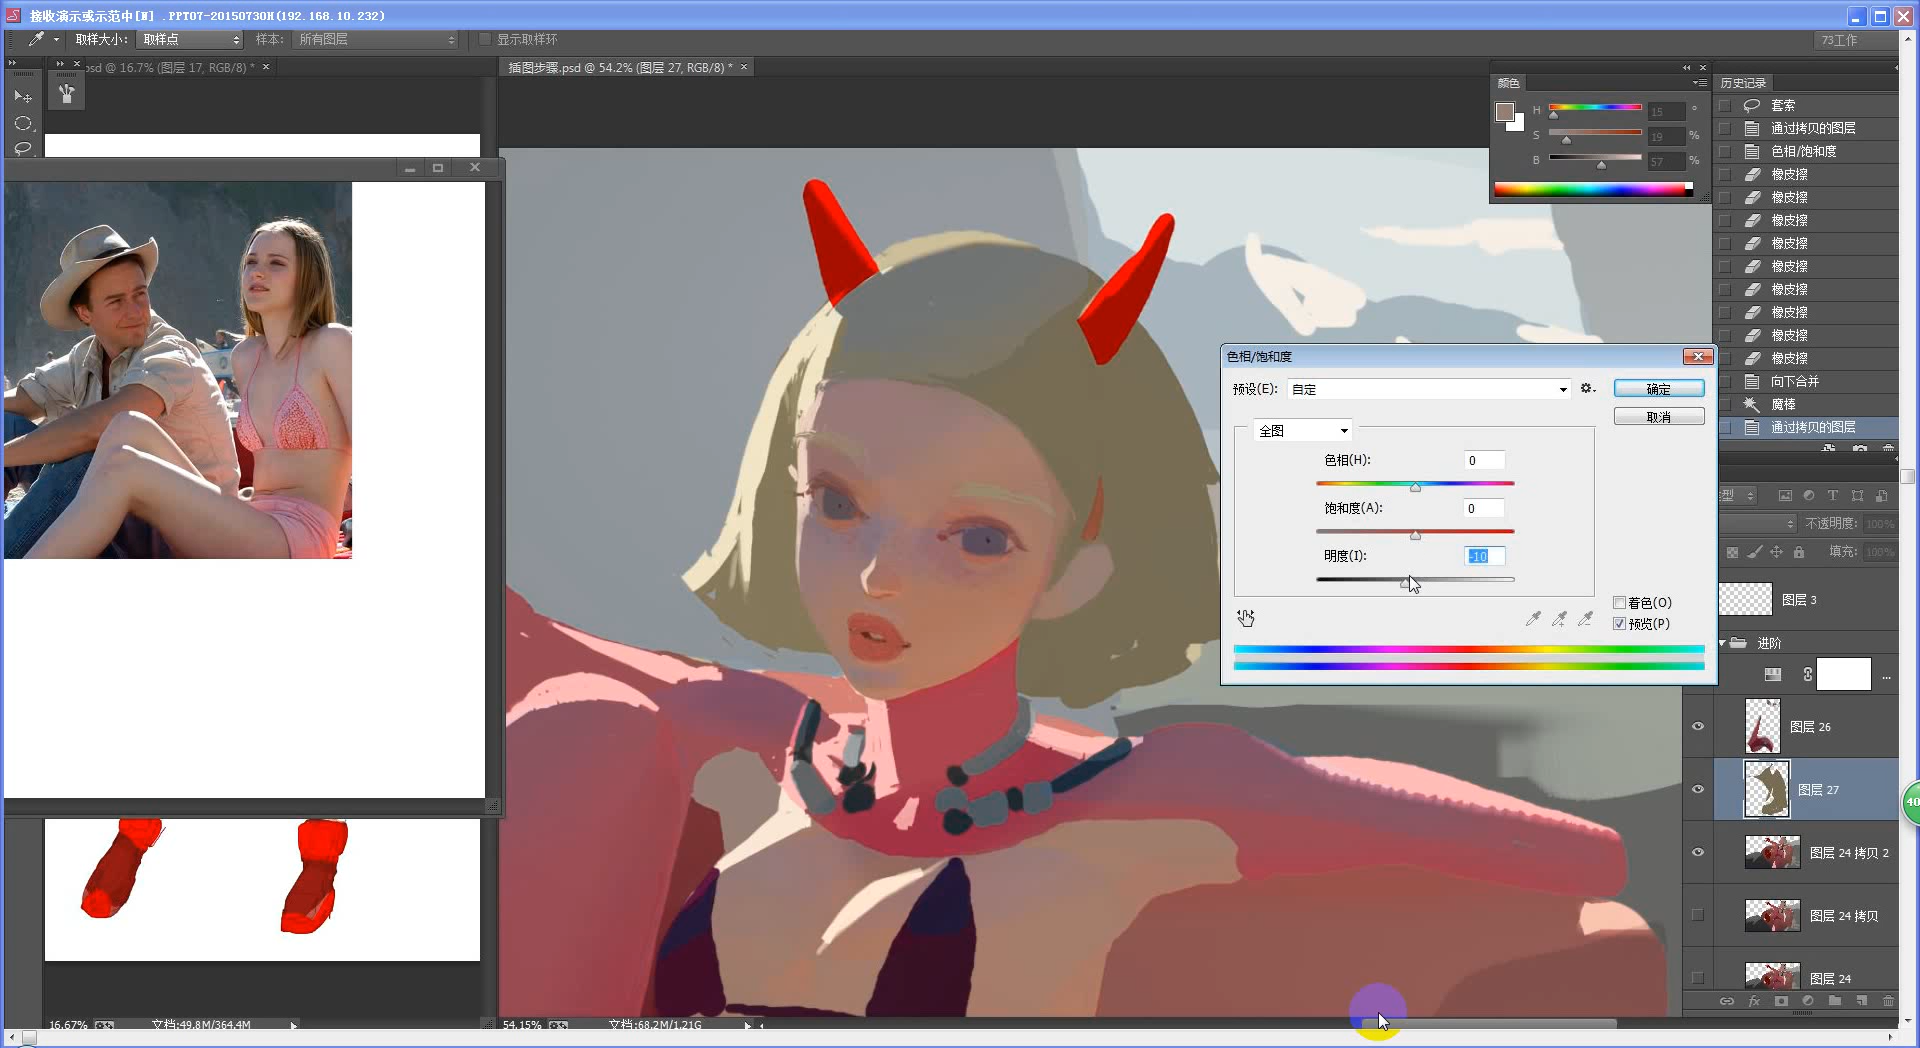 接收演示或示范中[N] .PPT07-20150730H(192.168.10.232)
取样大小: 取样点 样本: 所有图层 显示取样环
73工作
psd @ 16.7% (图层 17, RGB/8) *
插图步骤.psd @ 54.2% (图层 27, RGB/8) *
颜色
H 15 °
S 19 %
B 57 %
历史记录
套索
通过拷贝的图层
色相/饱和度
橡皮擦
橡皮擦
橡皮擦
橡皮擦
橡皮擦
橡皮擦
橡皮擦
橡皮擦
橡皮擦
向下合并
魔棒
通过拷贝的图层
色相/饱和度
预设(E): 自定
确定
取消
全图
色相(H): 0
饱和度(A): 0
明度(I): -10
着色(O)
预览(P)
型
不透明度: 100%
填充: 100%
图层 3
进阶
图层 26
图层 27
图层 24 拷贝 2
图层 24 拷贝
图层 24
40
16.67% 文档:49.8M/364.4M
54.15% 文档:68.2M/1.21G